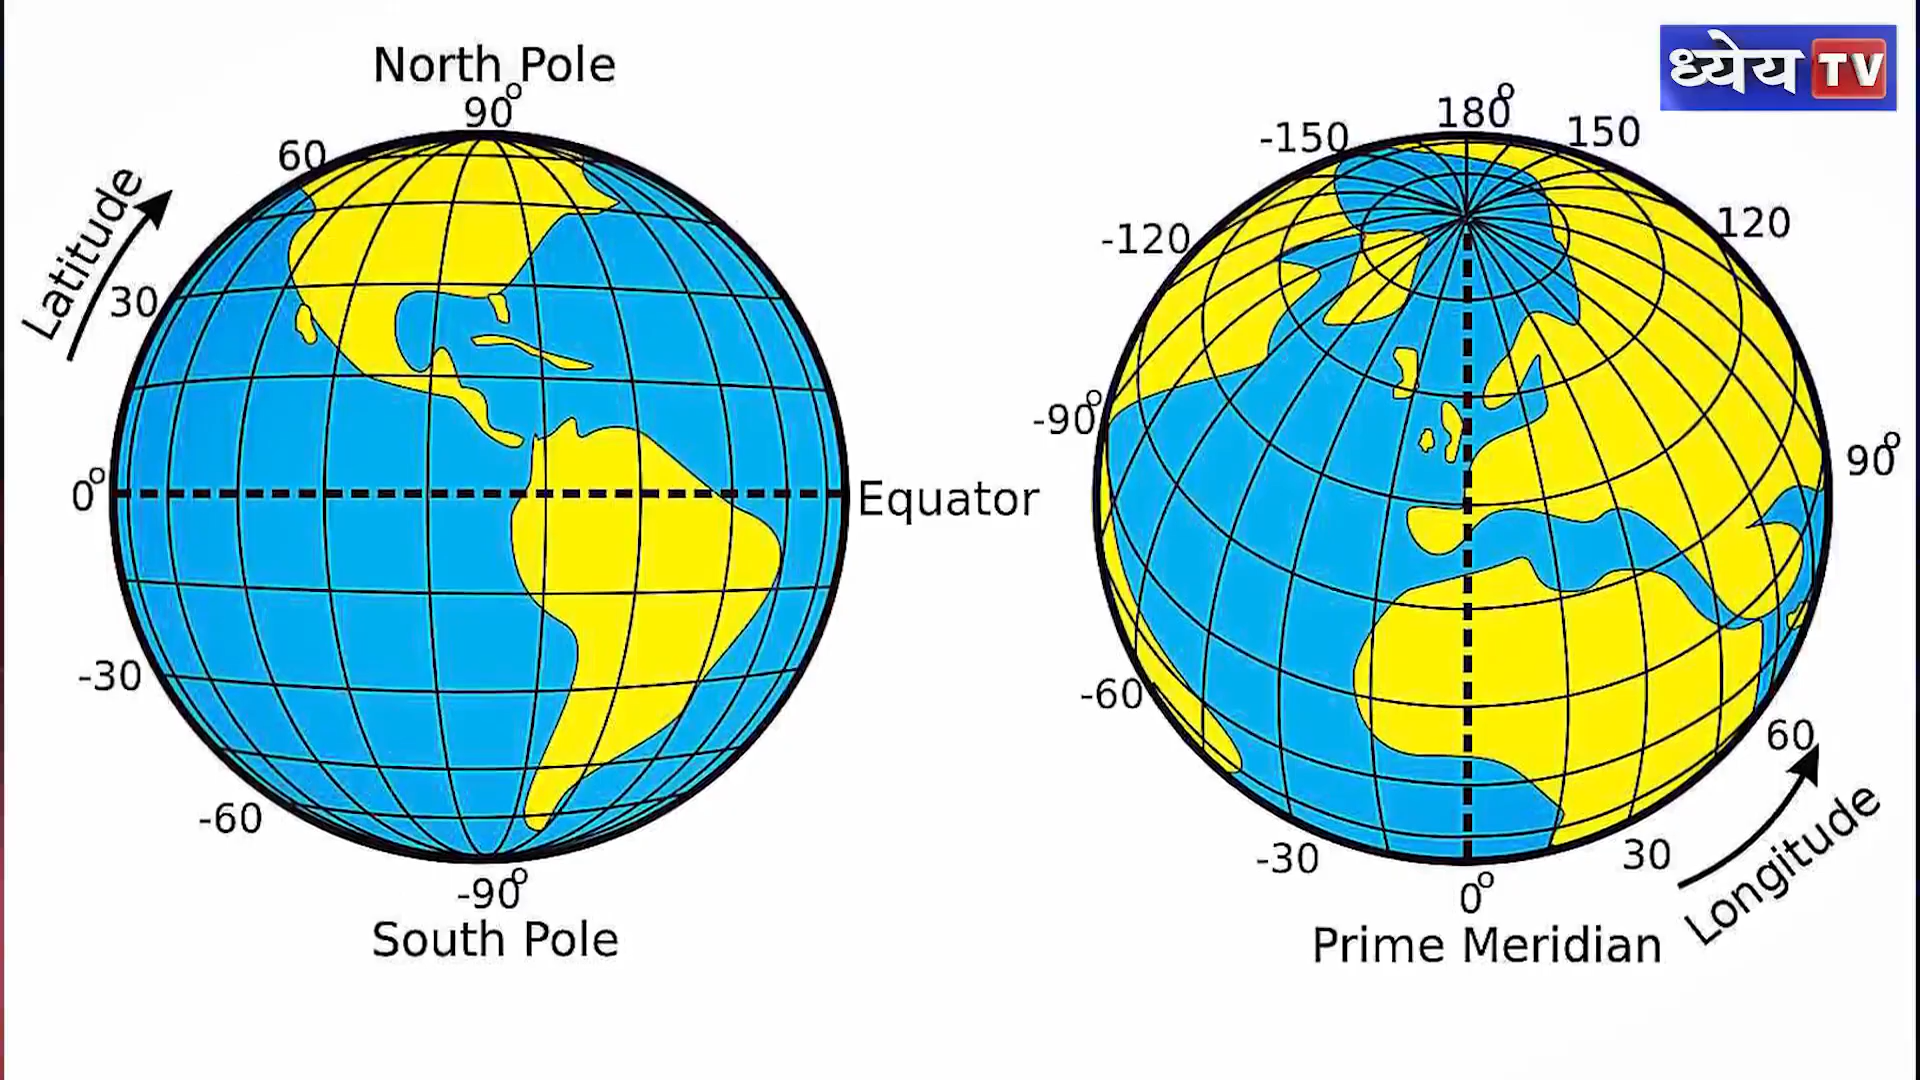 ध्येय TV
North Pole
90°
60
Latitude
30
0°
Equator
-30
-60
-90°
South Pole
180°
-150
150
-120
120
-90°
90°
-60
60
-30
30
0°
Longitude
Prime Meridian